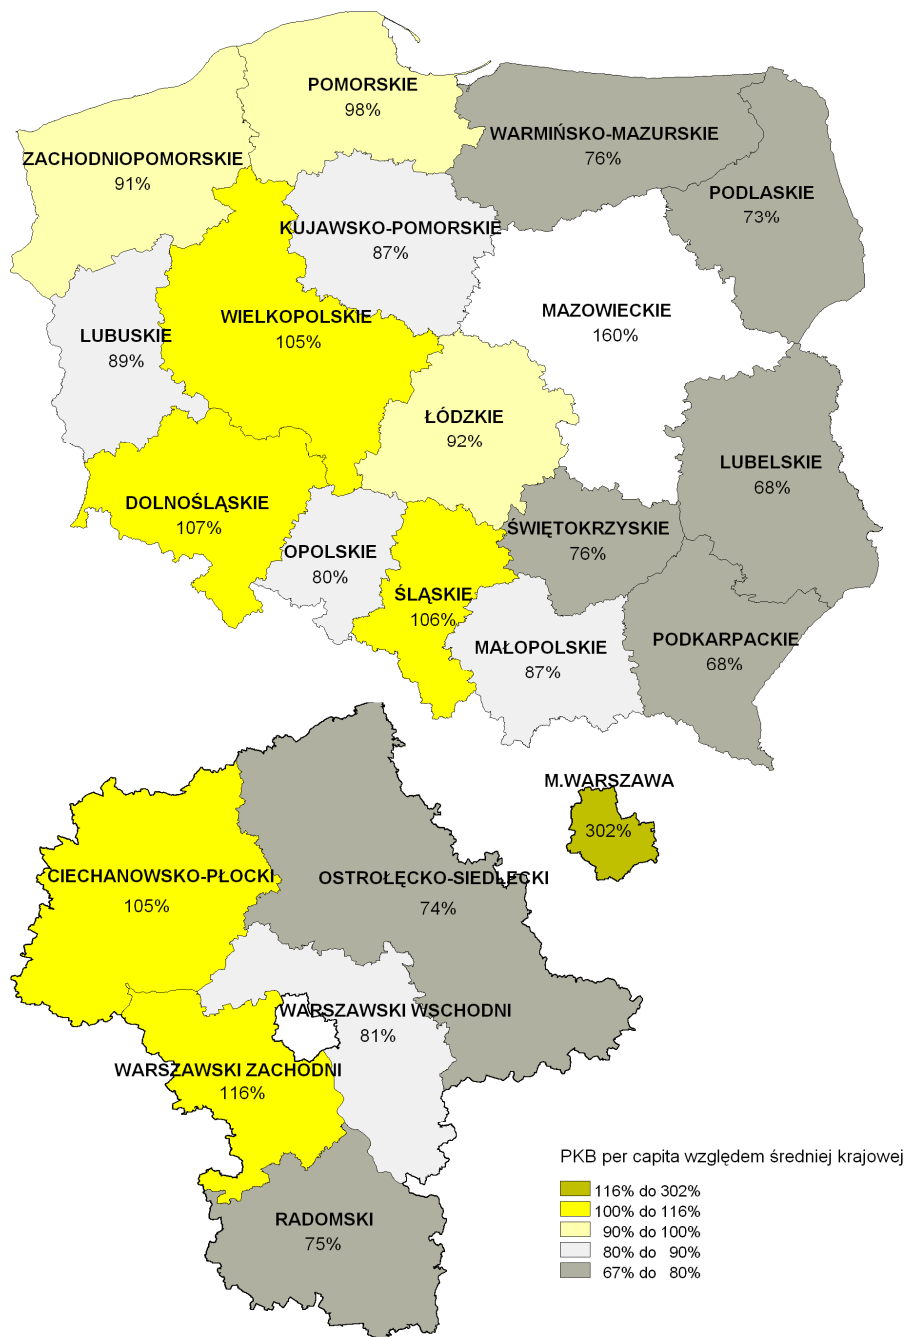 POMORSKIE
98%
WARMIŃSKO-MAZURSKIE
76%
ZACHODNIOPOMORSKIE
91%
PODLASKIE
73%
KUJAWSKO-POMORSKIE
87%
MAZOWIECKIE
160%
WIELKOPOLSKIE
105%
LUBUSKIE
89%
ŁÓDZKIE
92%
LUBELSKIE
68%
DOLNOŚLĄSKIE
107%
ŚWIĘTOKRZYSKIE
76%
OPOLSKIE
80%
ŚLĄSKIE
106%
MAŁOPOLSKIE
87%
PODKARPACKIE
68%
M.WARSZAWA
302%
CIECHANOWSKO-PŁOCKI
105%
OSTROŁĘCKO-SIEDLECKI
74%
WARSZAWSKI WSCHODNI
81%
WARSZAWSKI ZACHODNI
116%
RADOMSKI
75%
PKB per capita względem średniej krajowej
116% do 302%
100% do 116%
90% do 100%
80% do 90%
67% do 80%